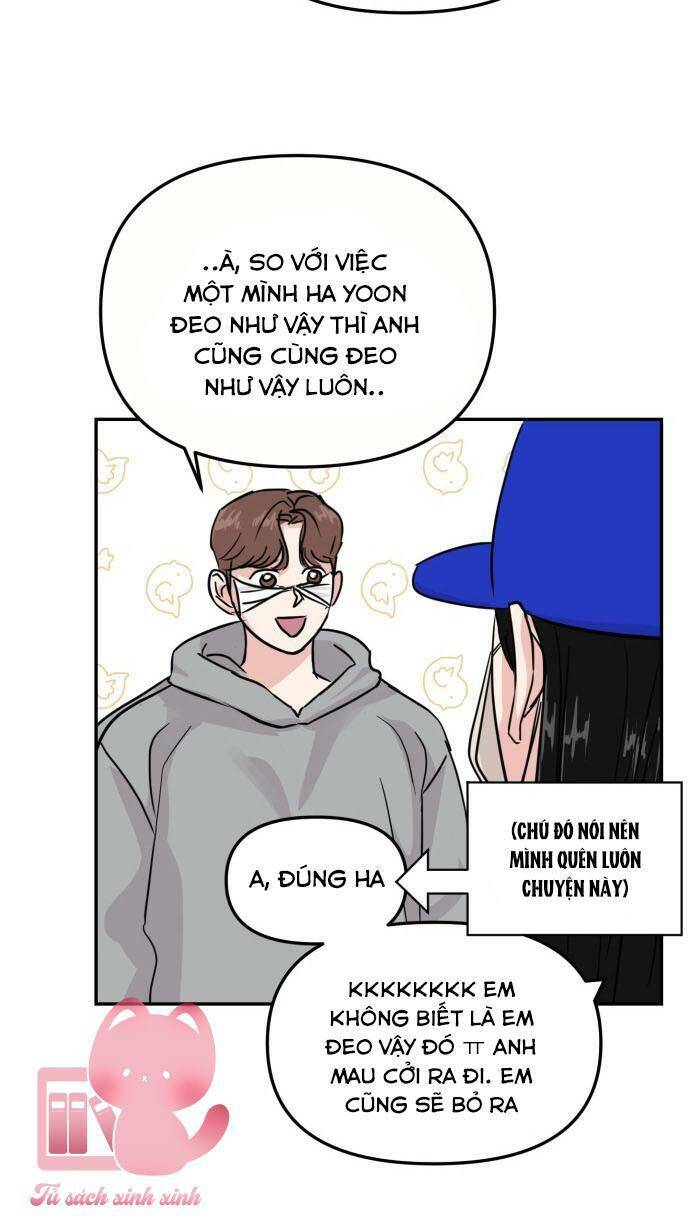 ..À, SO VỚI VIỆC
MỘT MÌNH HA YOON
ĐEO NHƯ VẬY THÌ ANH
CŨNG CÙNG ĐEO
NHƯ VẬY LUÔN..
(CHÚ ĐÓ NÓI NÊN
MÌNH QUÊN LUÔN
CHUYỆN NÀY)
A, ĐÚNG HA
KKKKKKKK EM
KHÔNG BIẾT LÀ EM
ĐEO VẬY ĐÓ ㅠ ANH
MAU CỞI RA ĐI. EM
CŨNG SẼ BỎ RA
Tủ sách xinh xinh